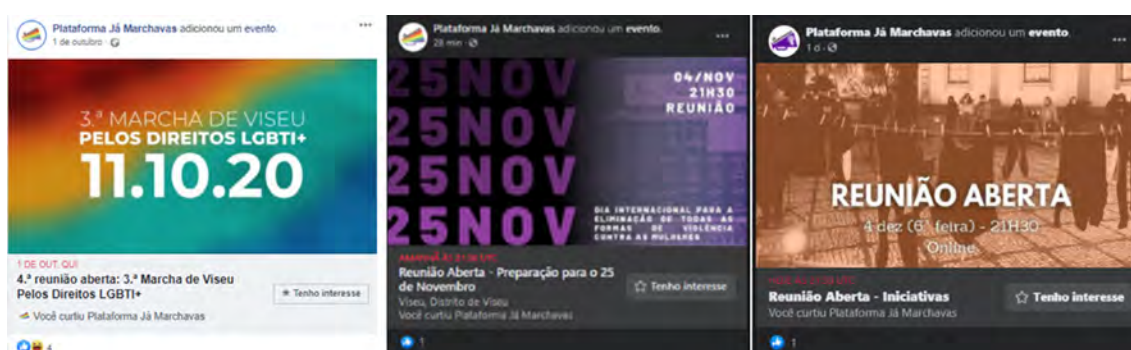 Plataforma Já Marchavas adicionou um evento.
1 de outubro
3.ª MARCHA DE VISEU
PELOS DIREITOS LGBTI+
11.10.20
1 DE OUT. QUI
4.ª reunião aberta: 3.ª Marcha de Viseu
Pelos Direitos LGBTI+
Tenho interesse
Você curtiu Plataforma Já Marchavas
4
Plataforma Já Marchavas adicionou um evento.
28 min
25NOV
25NOV
25NOV
25NOV
04/NOV
21H30
REUNIÃO
DIA INTERNACIONAL PARA A
ELIMINAÇÃO DE TODAS AS
FORMAS DE VIOLÊNCIA
CONTRA AS MULHERES
Reunião Aberta - Preparação para o 25
de Novembro
Viseu, Distrito de Viseu
Você curtiu Plataforma Já Marchavas
Tenho interesse
1
Plataforma Já Marchavas adicionou um evento.
1 d
REUNIÃO ABERTA
4 dez (6ª feira) - 21H30
Online
Reunião Aberta - Iniciativas
Você curtiu Plataforma Já Marchavas
Tenho interesse
1